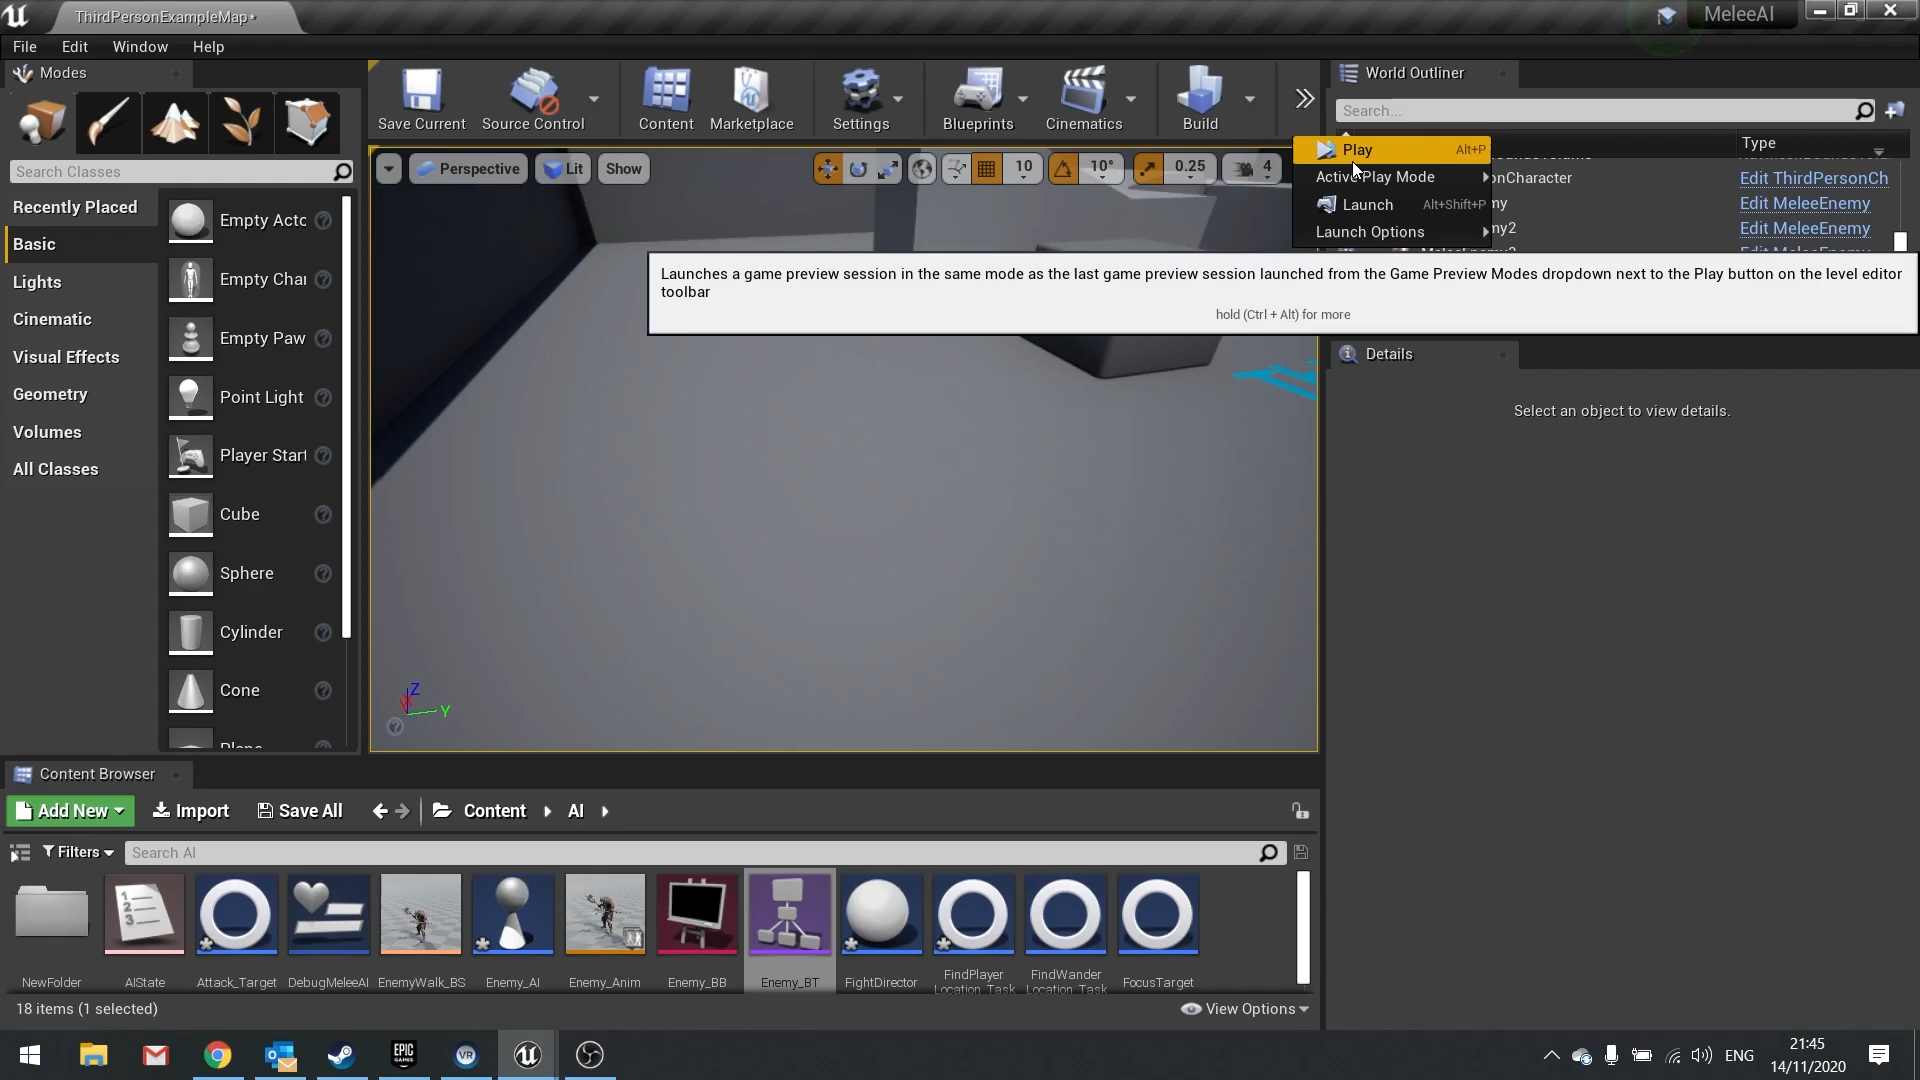 ThirdPersonExampleMap*
MeleeAI
File Edit Window Help
Modes
World Outliner
Save Current
Source Control
Content
Marketplace
Settings
Blueprints
Cinematics
Build
Search...
Search Classes
Perspective
Lit
Show
10
10°
0.25
4
Play Alt+P
Active Play Mode
Launch Alt+Shift+P
Launch Options
Type
onCharacter
Edit ThirdPersonCh
my
Edit MeleeEnemy
my2
Edit MeleeEnemy
Launches a game preview session in the same mode as the last game preview session launched from the Game Preview Modes dropdown next to the Play button on the level editor
toolbar
hold (Ctrl + Alt) for more
Recently Placed
Basic
Lights
Cinematic
Visual Effects
Geometry
Volumes
All Classes
Empty Acto
Empty Char
Empty Paw
Point Light
Player Start
Cube
Sphere
Cylinder
Cone
Plane
Details
Select an object to view details.
Z
X
Y
Content Browser
Add New
Import
Save All
Content
AI
Filters
Search AI
NewFolder
AIState
Attack_Target
DebugMeleeAI
EnemyWalk_BS
Enemy_AI
Enemy_Anim
Enemy_BB
Enemy_BT
FightDirector
FindPlayer
Location_Task
FindWander
Location_Task
FocusTarget
18 items (1 selected)
View Options
EPIC
GAMES
VR
ENG
21:45
14/11/2020